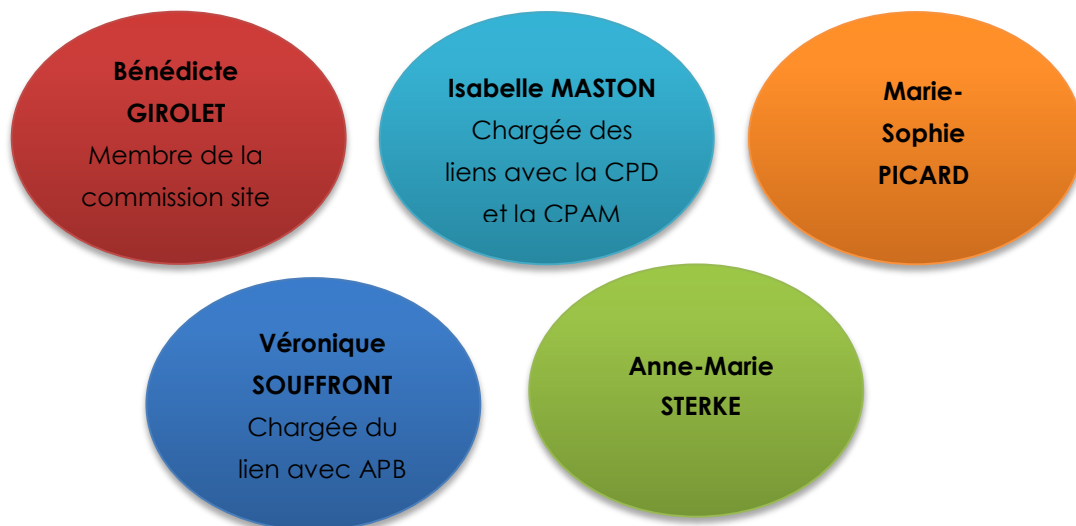 Bénédicte
GIROLET
Membre de la
commission site
Isabelle MASTON
Chargée des
liens avec la CPD
et la CPAM
Marie-
Sophie
PICARD
Véronique
SOUFFRONT
Chargée du
lien avec APB
Anne-Marie
STERKE